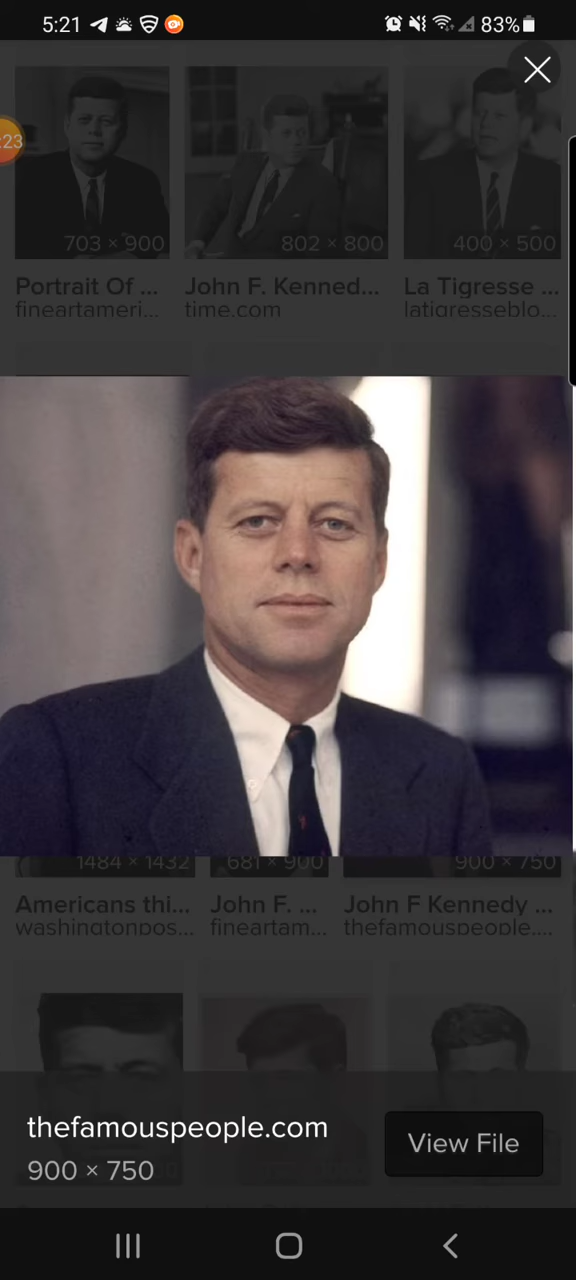 5:21
83%
:23
703 × 900
802 × 800
400 × 500
Portrait Of ...
John F. Kenned...
La Tigresse ...
fineartameri...
time.com
latigresseblo...
1484 × 1432
681 × 900
900 × 750
Americans thi...
John F. ...
John F Kennedy ...
washingtonpos...
fineartam...
thefamouspeople....
thefamouspeople.com
View File
900 × 750